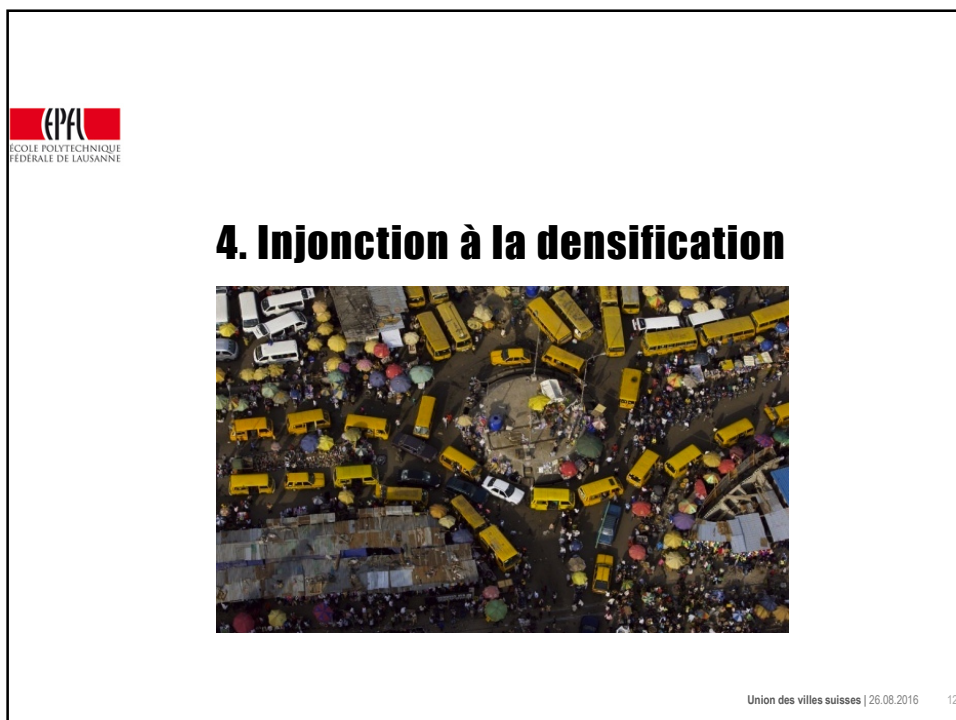 EPFL
ÉCOLE POLYTECHNIQUE
FÉDÉRALE DE LAUSANNE
4. Injonction à la densification
Union des villes suisses | 26.08.2016 12